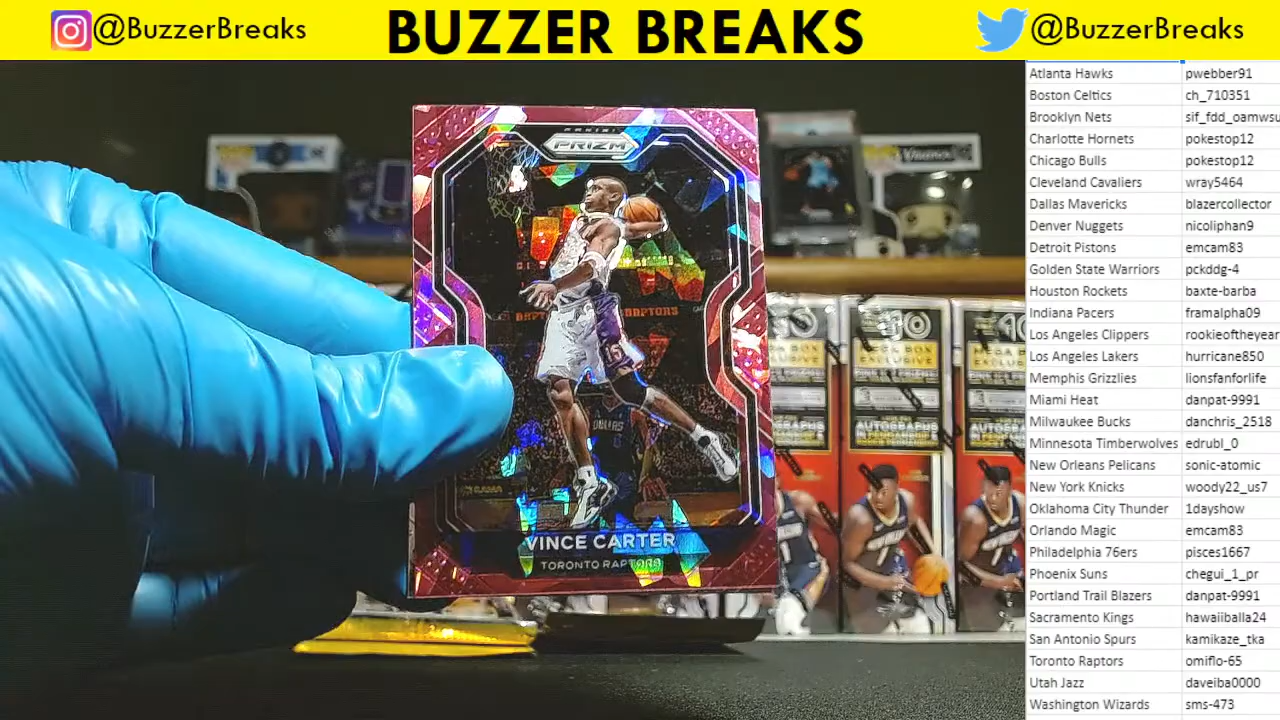 @BuzzerBreaks
BUZZER BREAKS
@BuzzerBreaks
PANINI
PRIZM
RAPTORS
VINCE CARTER
TORONTO RAPTORS
MEGA BOX
EXCLUSIVE
AUTOGRAPHS
Atlanta Hawks pwebber91
Boston Celtics ch_710351
Brooklyn Nets sif_fdd_oamwsu
Charlotte Hornets pokestop12
Chicago Bulls pokestop12
Cleveland Cavaliers wray5464
Dallas Mavericks blazercollector
Denver Nuggets nicoliphan9
Detroit Pistons emcam83
Golden State Warriors pckddg-4
Houston Rockets baxte-barba
Indiana Pacers framalpha09
Los Angeles Clippers rookieoftheyear
Los Angeles Lakers hurricane850
Memphis Grizzlies lionsfanforlife
Miami Heat danpat-9991
Milwaukee Bucks danchris_2518
Minnesota Timberwolves edrubl_0
New Orleans Pelicans sonic-atomic
New York Knicks woody22_us7
Oklahoma City Thunder 1dayshow
Orlando Magic emcam83
Philadelphia 76ers pisces1667
Phoenix Suns chegui_1_pr
Portland Trail Blazers danpat-9991
Sacramento Kings hawaiiballa24
San Antonio Spurs kamikaze_tka
Toronto Raptors omiflo-65
Utah Jazz daveiba0000
Washington Wizards sms-473